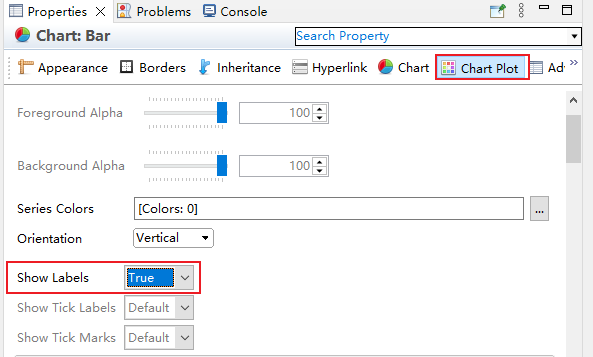 Properties Problems Console
Chart: Bar
Search Property
Appearance Borders Inheritance Hyperlink Chart Chart Plot Ad
Foreground Alpha 100
Background Alpha 100
Series Colors [Colors: 0] ...
Orientation Vertical
Show Labels True
Show Tick Labels Default
Show Tick Marks Default